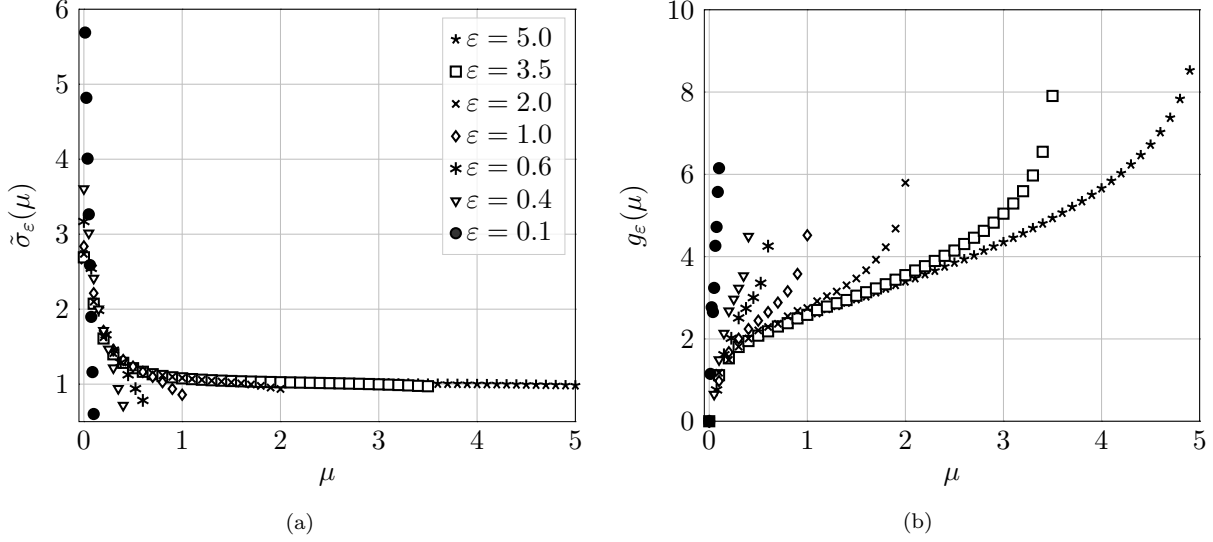 6
5
4
3
2
1
σ̃ε(μ)
0 1 2 3 4 5
μ
ε = 5.0
ε = 3.5
ε = 2.0
ε = 1.0
ε = 0.6
ε = 0.4
ε = 0.1
(a)
10
8
6
4
2
0
gε(μ)
0 1 2 3 4 5
μ
(b)